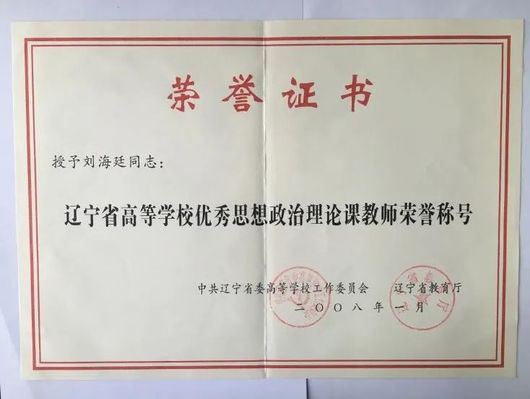 荣誉证书
授予刘海廷同志：
辽宁省高等学校优秀思想政治理论课教师荣誉称号
中共辽宁省委高等学校工作委员会 辽宁省教育厅
二〇〇八年一月